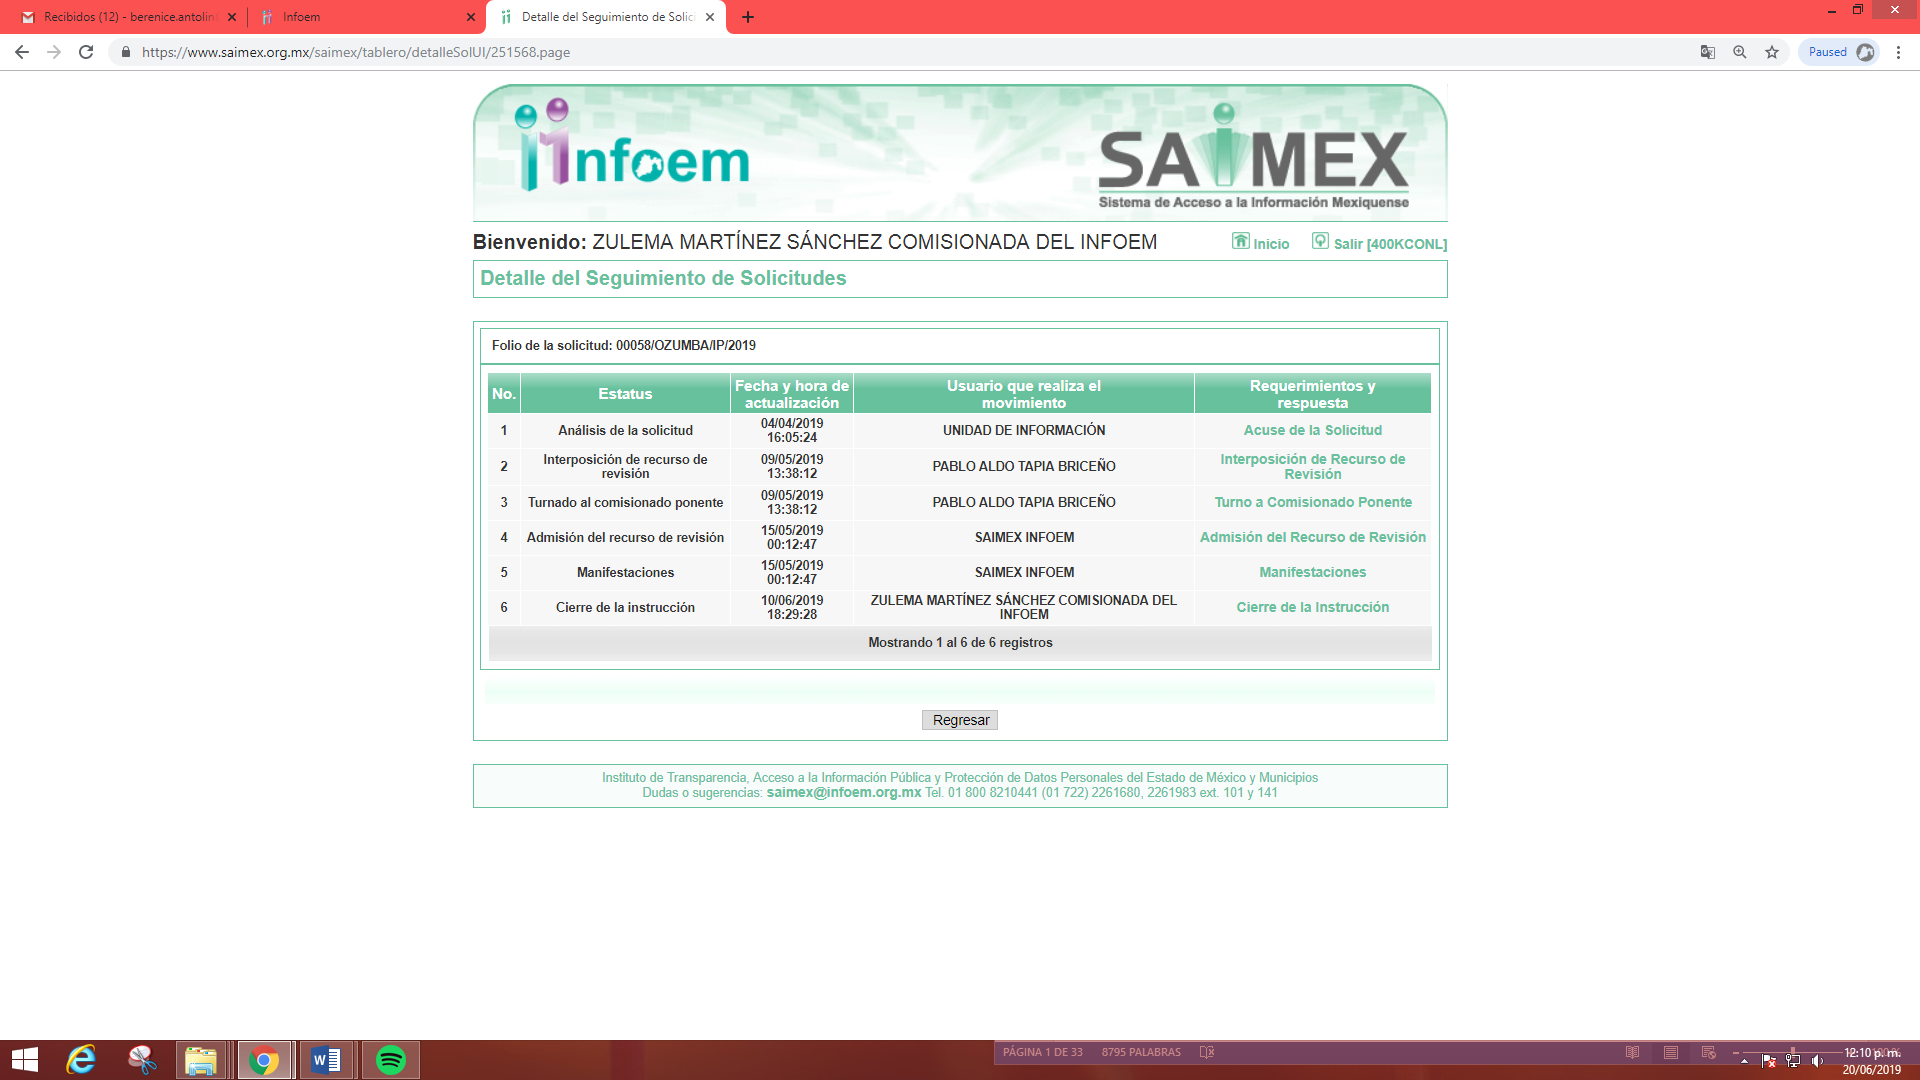 Recibidos (12) - berenice.antolin
Infoem
Detalle del Seguimiento de Solic
https://www.saimex.org.mx/saimex/tablero/detalleSolUI/251568.page
Paused
infoem
SAIMEX
Sistema de Acceso a la Información Mexiquense
Bienvenido: ZULEMA MARTÍNEZ SÁNCHEZ COMISIONADA DEL INFOEM
Inicio
Salir [400KCONL]
Detalle del Seguimiento de Solicitudes
Folio de la solicitud: 00058/OZUMBA/IP/2019
No. Estatus Fecha y hora de actualización Usuario que realiza el movimiento Requerimientos y respuesta
1 Análisis de la solicitud 04/04/2019 16:05:24 UNIDAD DE INFORMACIÓN Acuse de la Solicitud
2 Interposición de recurso de revisión 09/05/2019 13:38:12 PABLO ALDO TAPIA BRICEÑO Interposición de Recurso de Revisión
3 Turnado al comisionado ponente 09/05/2019 13:38:12 PABLO ALDO TAPIA BRICEÑO Turno a Comisionado Ponente
4 Admisión del recurso de revisión 15/05/2019 00:12:47 SAIMEX INFOEM Admisión del Recurso de Revisión
5 Manifestaciones 15/05/2019 00:12:47 SAIMEX INFOEM Manifestaciones
6 Cierre de la instrucción 10/06/2019 18:29:28 ZULEMA MARTÍNEZ SÁNCHEZ COMISIONADA DEL INFOEM Cierre de la Instrucción
Mostrando 1 al 6 de 6 registros
Regresar
Instituto de Transparencia, Acceso a la Información Pública y Protección de Datos Personales del Estado de México y Municipios
Dudas o sugerencias: saimex@infoem.org.mx Tel. 01 800 8210441 (01 722) 2261680, 2261983 ext. 101 y 141
PÁGINA 1 DE 33 8795 PALABRAS
12:10 p. m.
20/06/2019